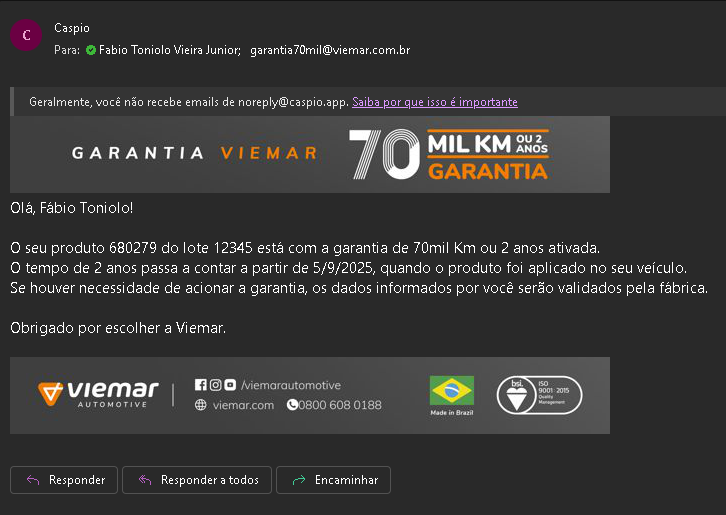 C
Caspio
Para: Fabio Toniolo Vieira Junior; garantia70mil@viemar.com.br
Geralmente, você não recebe emails de noreply@caspio.app. Saiba por que isso é importante
GARANTIA VIEMAR 70 MIL KM OU 2 ANOS GARANTIA
Olá, Fábio Toniolo!
O seu produto 680279 do lote 12345 está com a garantia de 70mil Km ou 2 anos ativada.
O tempo de 2 anos passa a contar a partir de 5/9/2025, quando o produto foi aplicado no seu veículo.
Se houver necessidade de acionar a garantia, os dados informados por você serão validados pela fábrica.
Obrigado por escolher a Viemar.
viemar
AUTOMOTIVE
/viemarautomotive
viemar.com 0800 608 0188
Made in Brazil
bsi.
ISO
9001:2015
Quality
Management
Responder Responder a todos Encaminhar